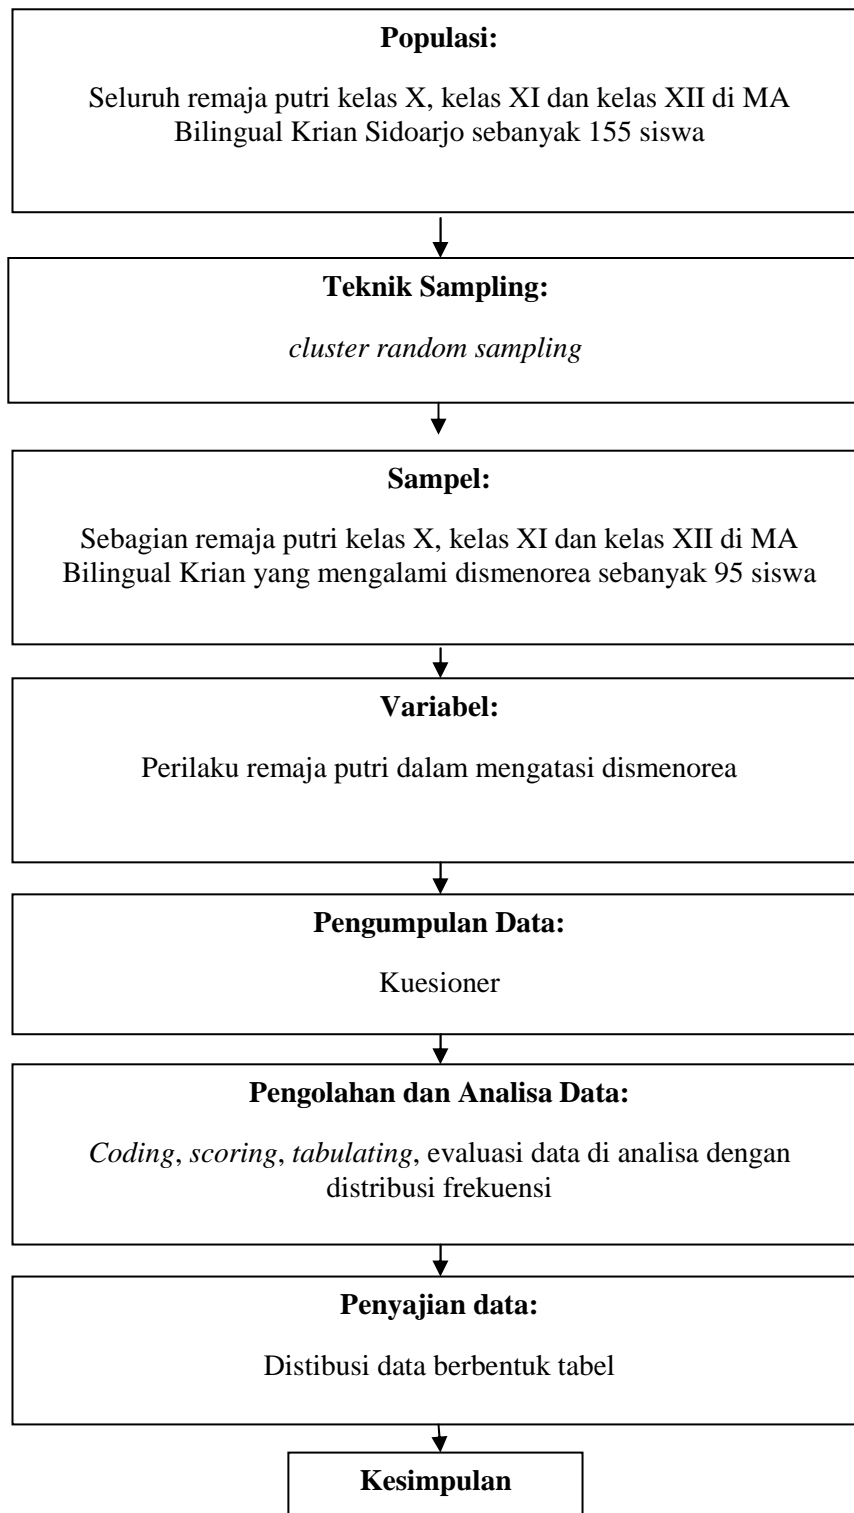 Populasi:
Seluruh remaja putri kelas X, kelas XI dan kelas XII di MA
Bilingual Krian Sidoarjo sebanyak 155 siswa
Teknik Sampling:
cluster random sampling
Sampel:
Sebagian remaja putri kelas X, kelas XI dan kelas XII di MA
Bilingual Krian yang mengalami dismenorea sebanyak 95 siswa
Variabel:
Perilaku remaja putri dalam mengatasi dismenorea
Pengumpulan Data:
Kuesioner
Pengolahan dan Analisa Data:
Coding, scoring, tabulating, evaluasi data di analisa dengan
distribusi frekuensi
Penyajian data:
Distibusi data berbentuk tabel
Kesimpulan